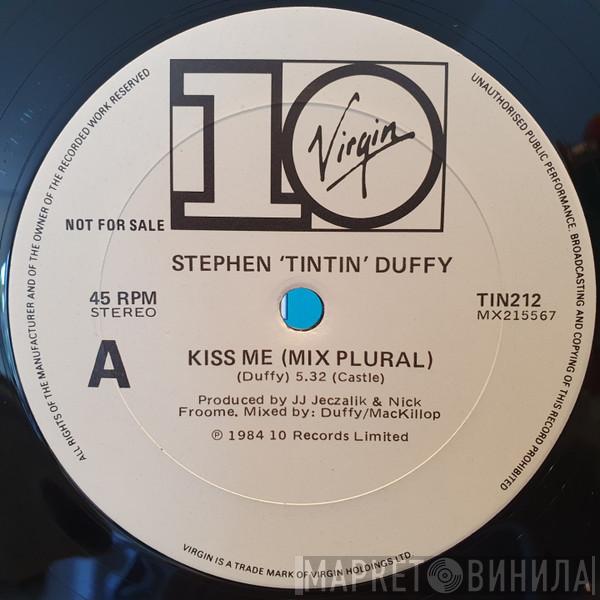 10
Virgin
NOT FOR SALE
STEPHEN ‘TINTIN’ DUFFY
45 RPM
STEREO
TIN212
MX215567
A
KISS ME (MIX PLURAL)
(Duffy) 5.32 (Castle)
Produced by JJ Jeczalik & Nick
Froome. Mixed by: Duffy/MacKillop
℗ 1984 10 Records Limited
ALL RIGHTS OF THE MANUFACTURER AND OF THE OWNER OF THE RECORDED WORK RESERVED
UNAUTHORISED PUBLIC PERFORMANCE, BROADCASTING AND COPYING OF THIS RECORD PROHIBITED
VIRGIN IS A TRADE MARK OF VIRGIN HOLDINGS LTD
МАРКЕТ ВИНИЛА